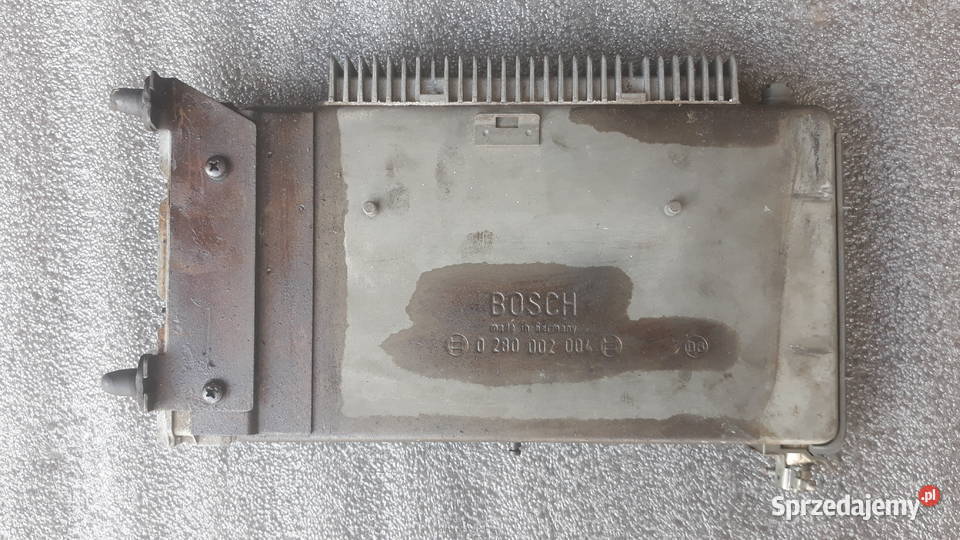 BOSCH
made in Germany
0 280 002 004
Sprzedajemy.pl